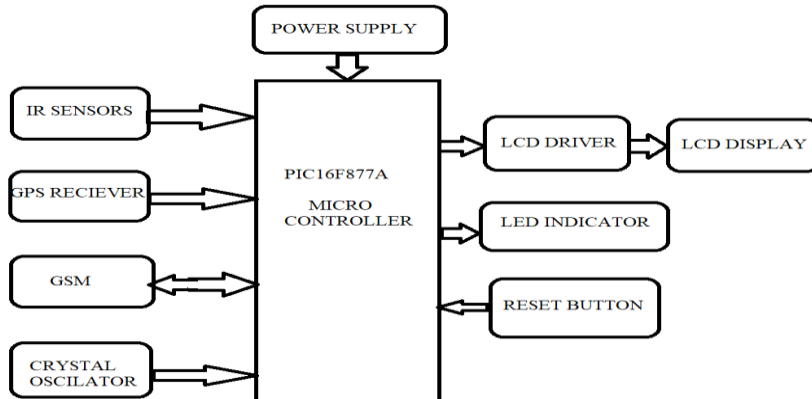 POWER SUPPLY
IR SENSORS
LCD DRIVER
LCD DISPLAY
PIC16F877A
MICRO
CONTROLLER
GPS RECIEVER
LED INDICATOR
GSM
RESET BUTTON
CRYSTAL
OSCILATOR